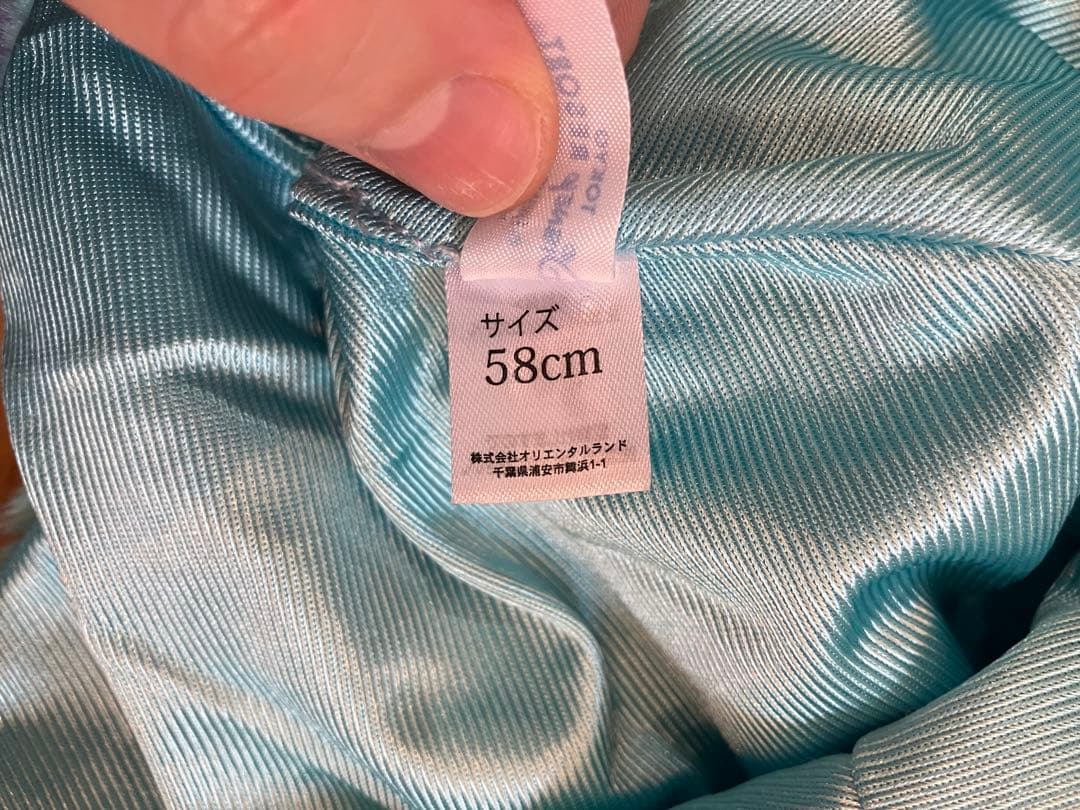 サイズ
58cm
株式会社オリエンタルランド
千葉県浦安市舞浜1-1